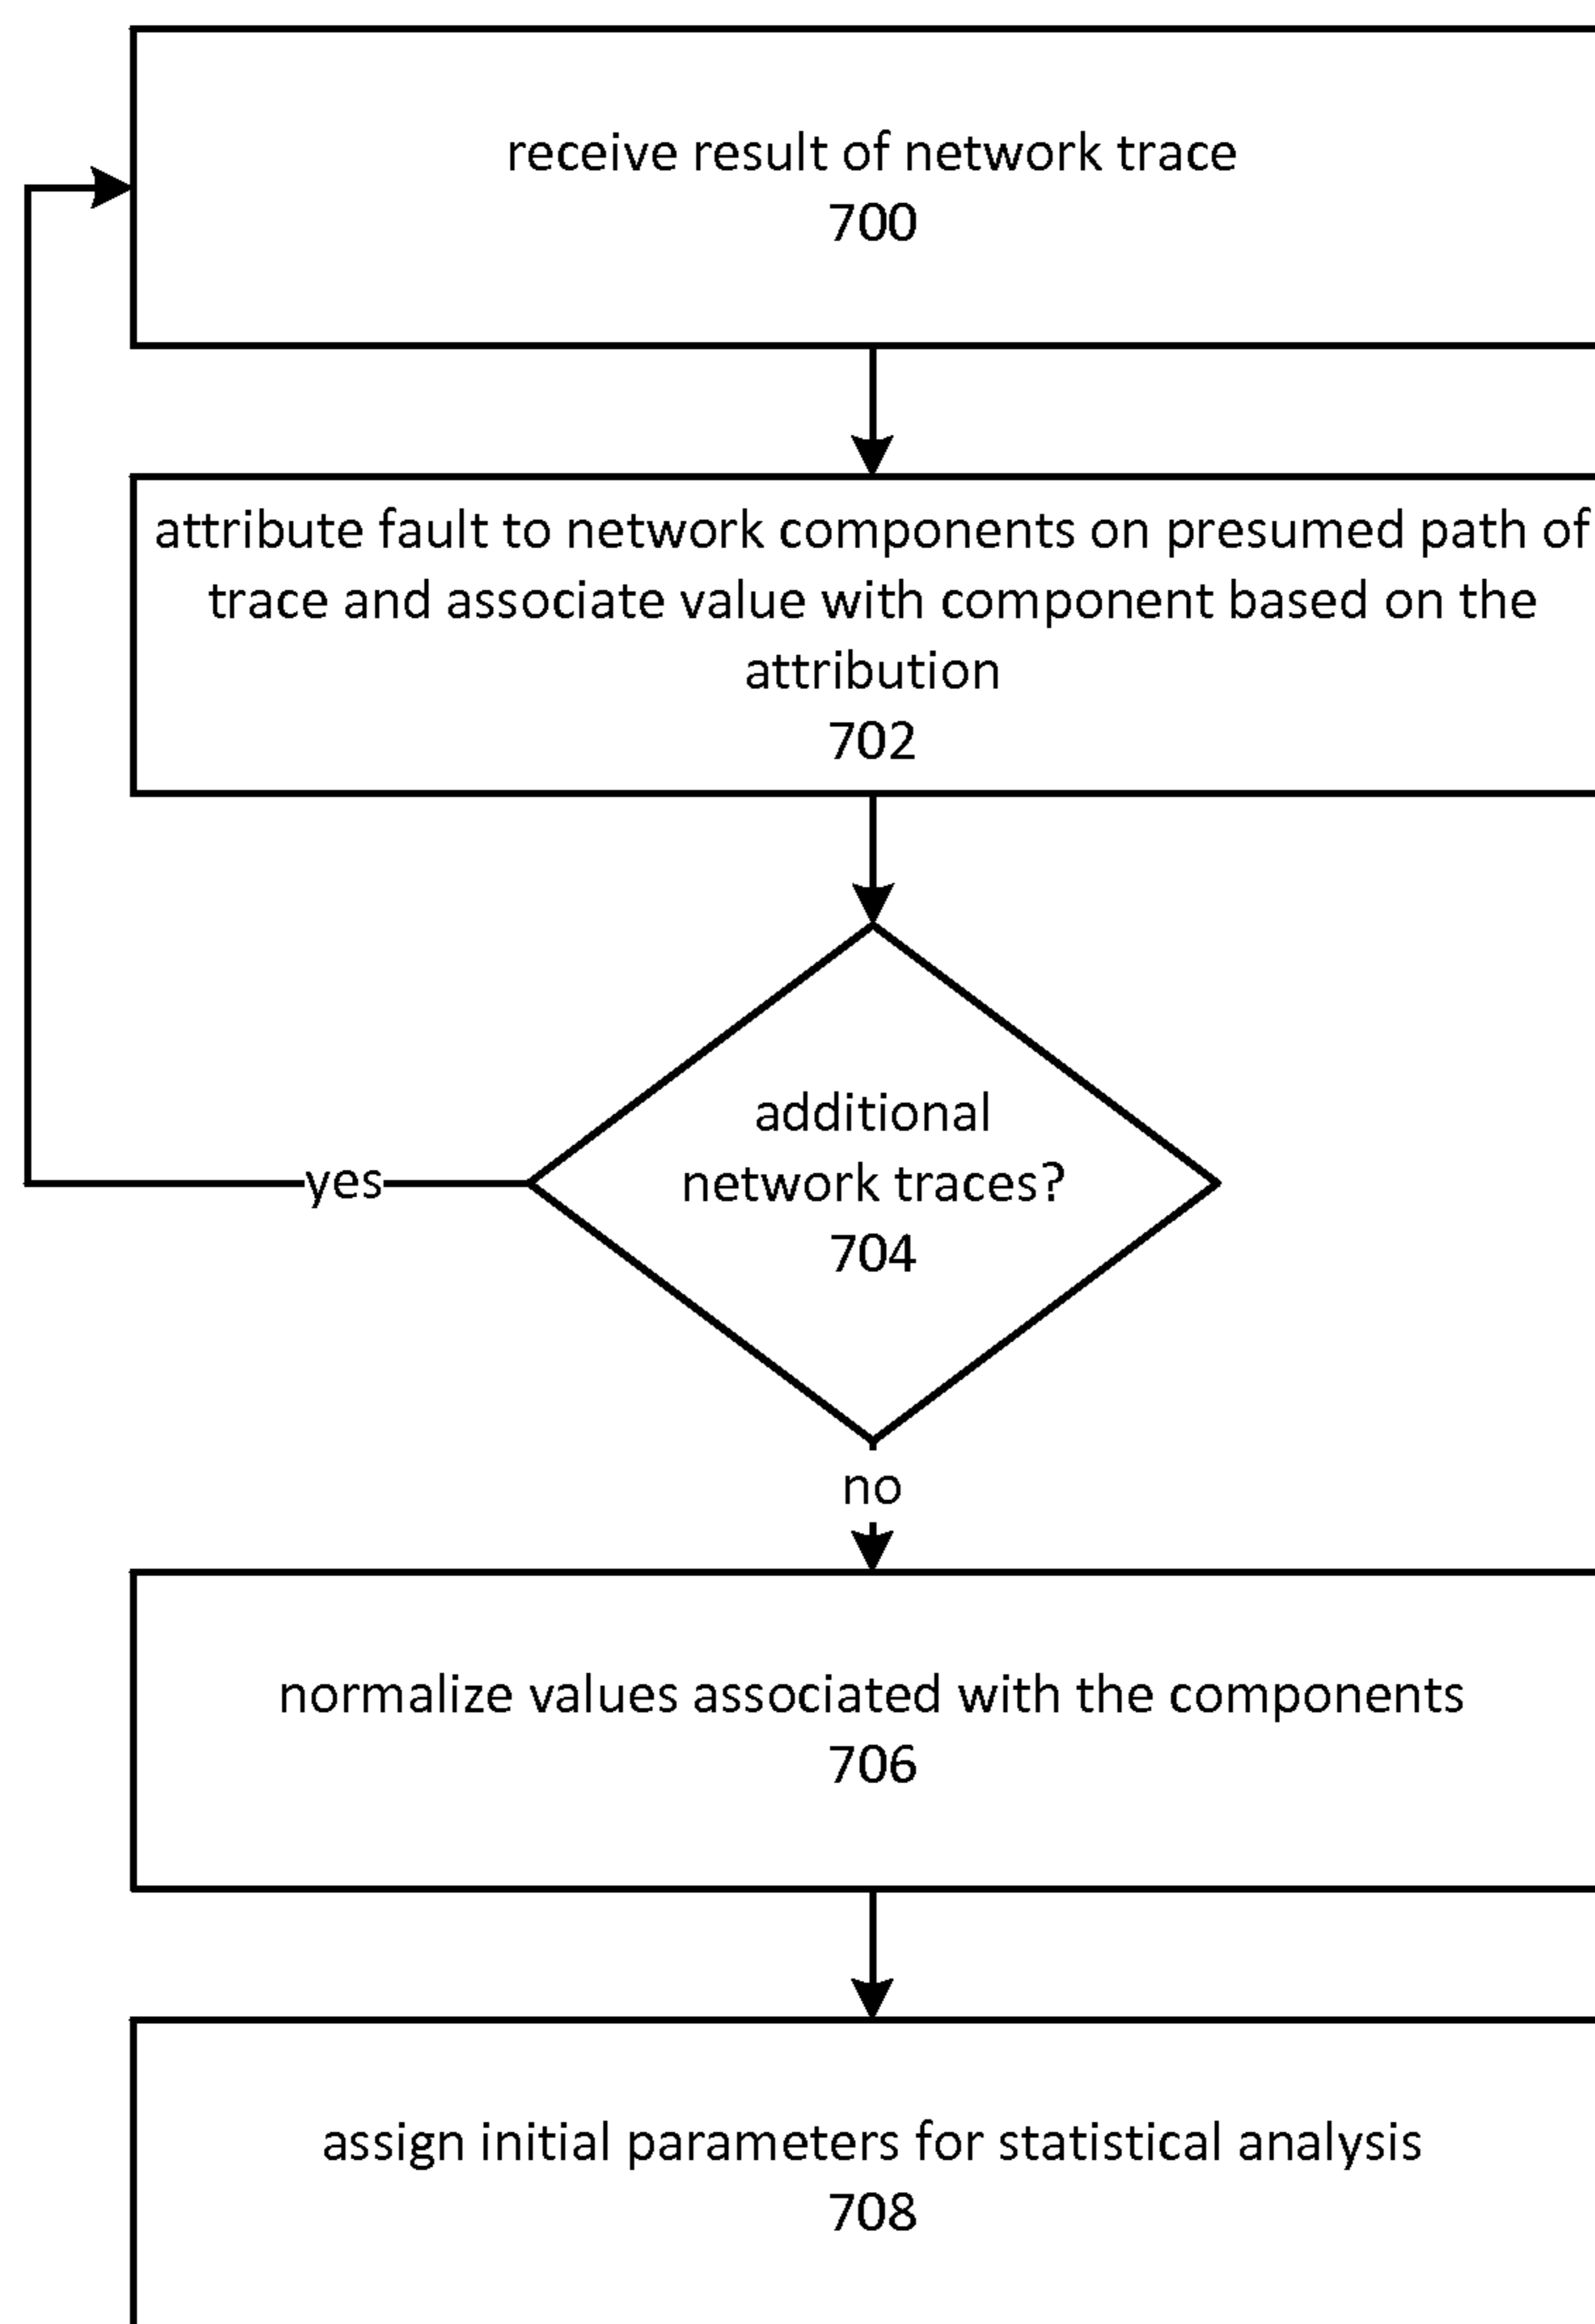 receive result of network trace
700
attribute fault to network components on presumed path of
trace and associate value with component based on the
attribution
702
additional
network traces?
704
yes
no
normalize values associated with the components
706
assign initial parameters for statistical analysis
708